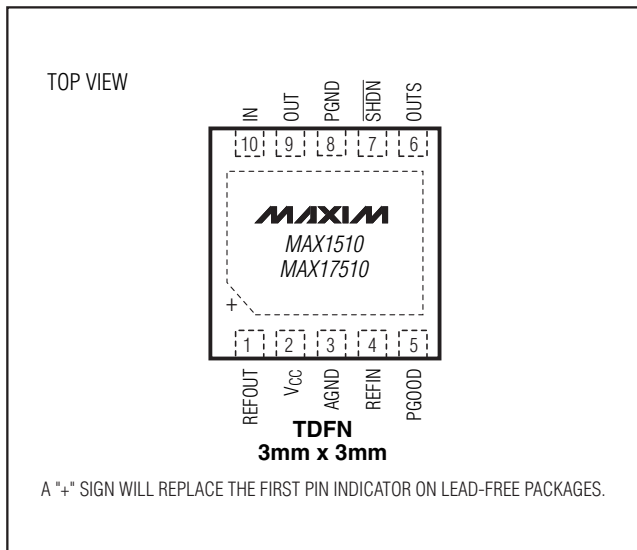 TOP VIEW
IN OUT PGND SHDN OUTS
10 9 8 7 6
MAXIM
MAX1510
MAX17510
+
1 2 3 4 5
REFOUT VCC AGND REFIN PGOOD
TDFN
3mm x 3mm
A "+" SIGN WILL REPLACE THE FIRST PIN INDICATOR ON LEAD-FREE PACKAGES.